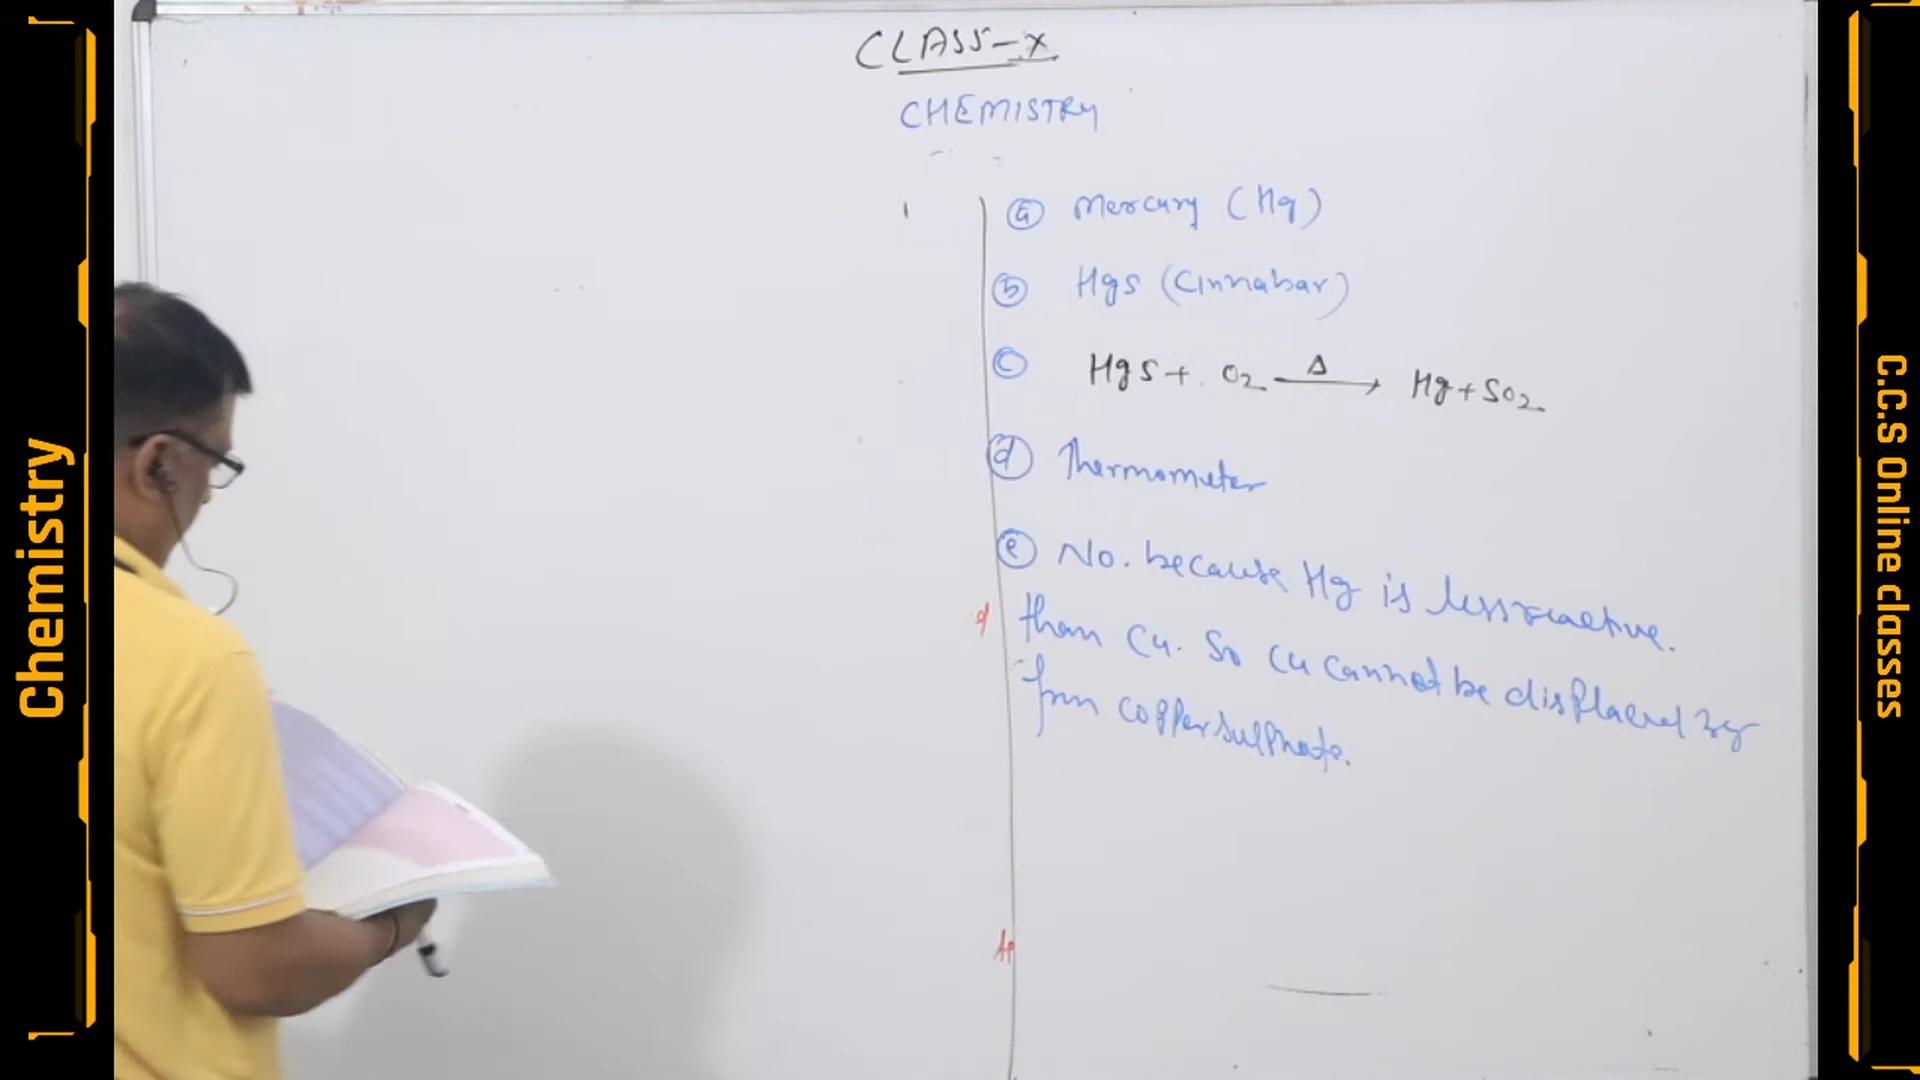 Chemistry
CLASS-X
CHEMISTRY
(a) Mercury (Hg)
(b) HgS (Cinnabar)
(c) HgS + O2 —Δ→ Hg + SO2
(d) Thermometer
(e) No. because Hg is less reactive.
than Cu. So Cu cannot be displaced by
from copper sulphate.
C.C.S Online classes